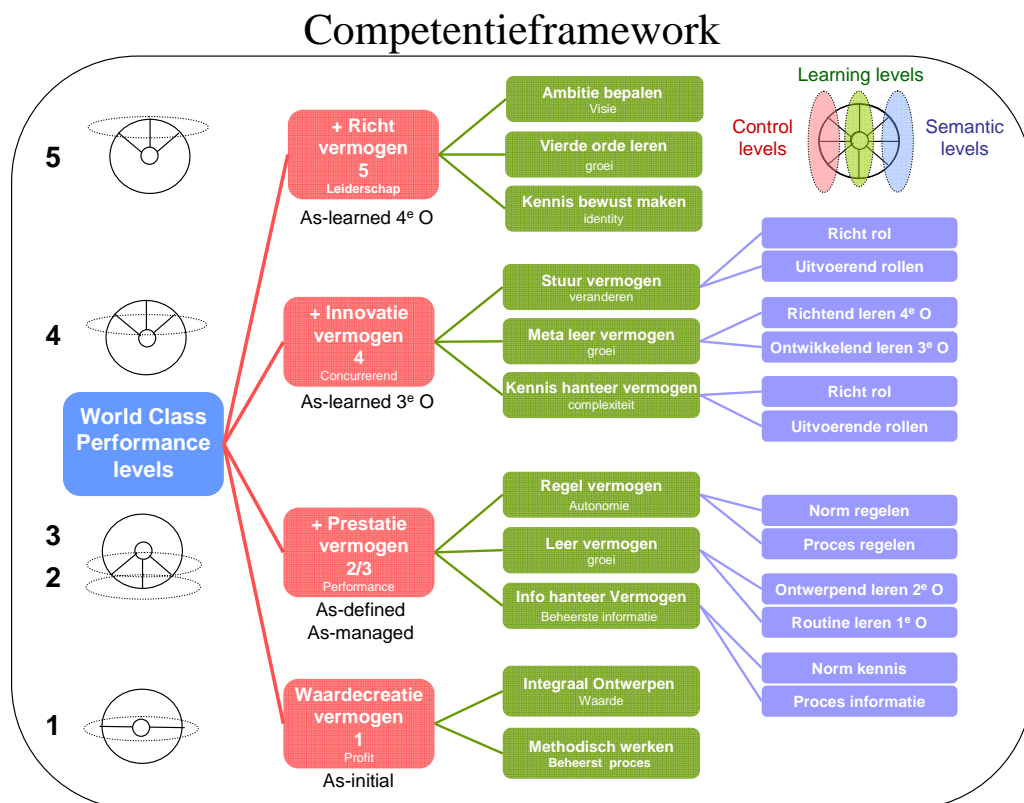 Competentieframework
Learning levels
Control
levels
Semantic
levels
5
+ Richt
vermogen
5
Leiderschap
As-learned 4e O
Ambitie bepalen
Visie
Vierde orde leren
groei
Kennis bewust maken
identity
4
+ Innovatie
vermogen
4
Concurrerend
As-learned 3e O
Stuur vermogen
veranderen
Meta leer vermogen
groei
Kennis hanteer vermogen
complexiteit
Richt rol
Uitvoerend rollen
Richtend leren 4e O
Ontwikkelend leren 3e O
Richt rol
Uitvoerende rollen
World Class
Performance
levels
3
2
+ Prestatie
vermogen
2/3
Performance
As-defined
As-managed
Regel vermogen
Autonomie
Leer vermogen
groei
Info hanteer Vermogen
Beheerste informatie
Norm regelen
Proces regelen
Ontwerpend leren 2e O
Routine leren 1e O
Norm kennis
Proces informatie
1
Waardecreatie
vermogen
1
Profit
As-initial
Integraal Ontwerpen
Waarde
Methodisch werken
Beheerst proces